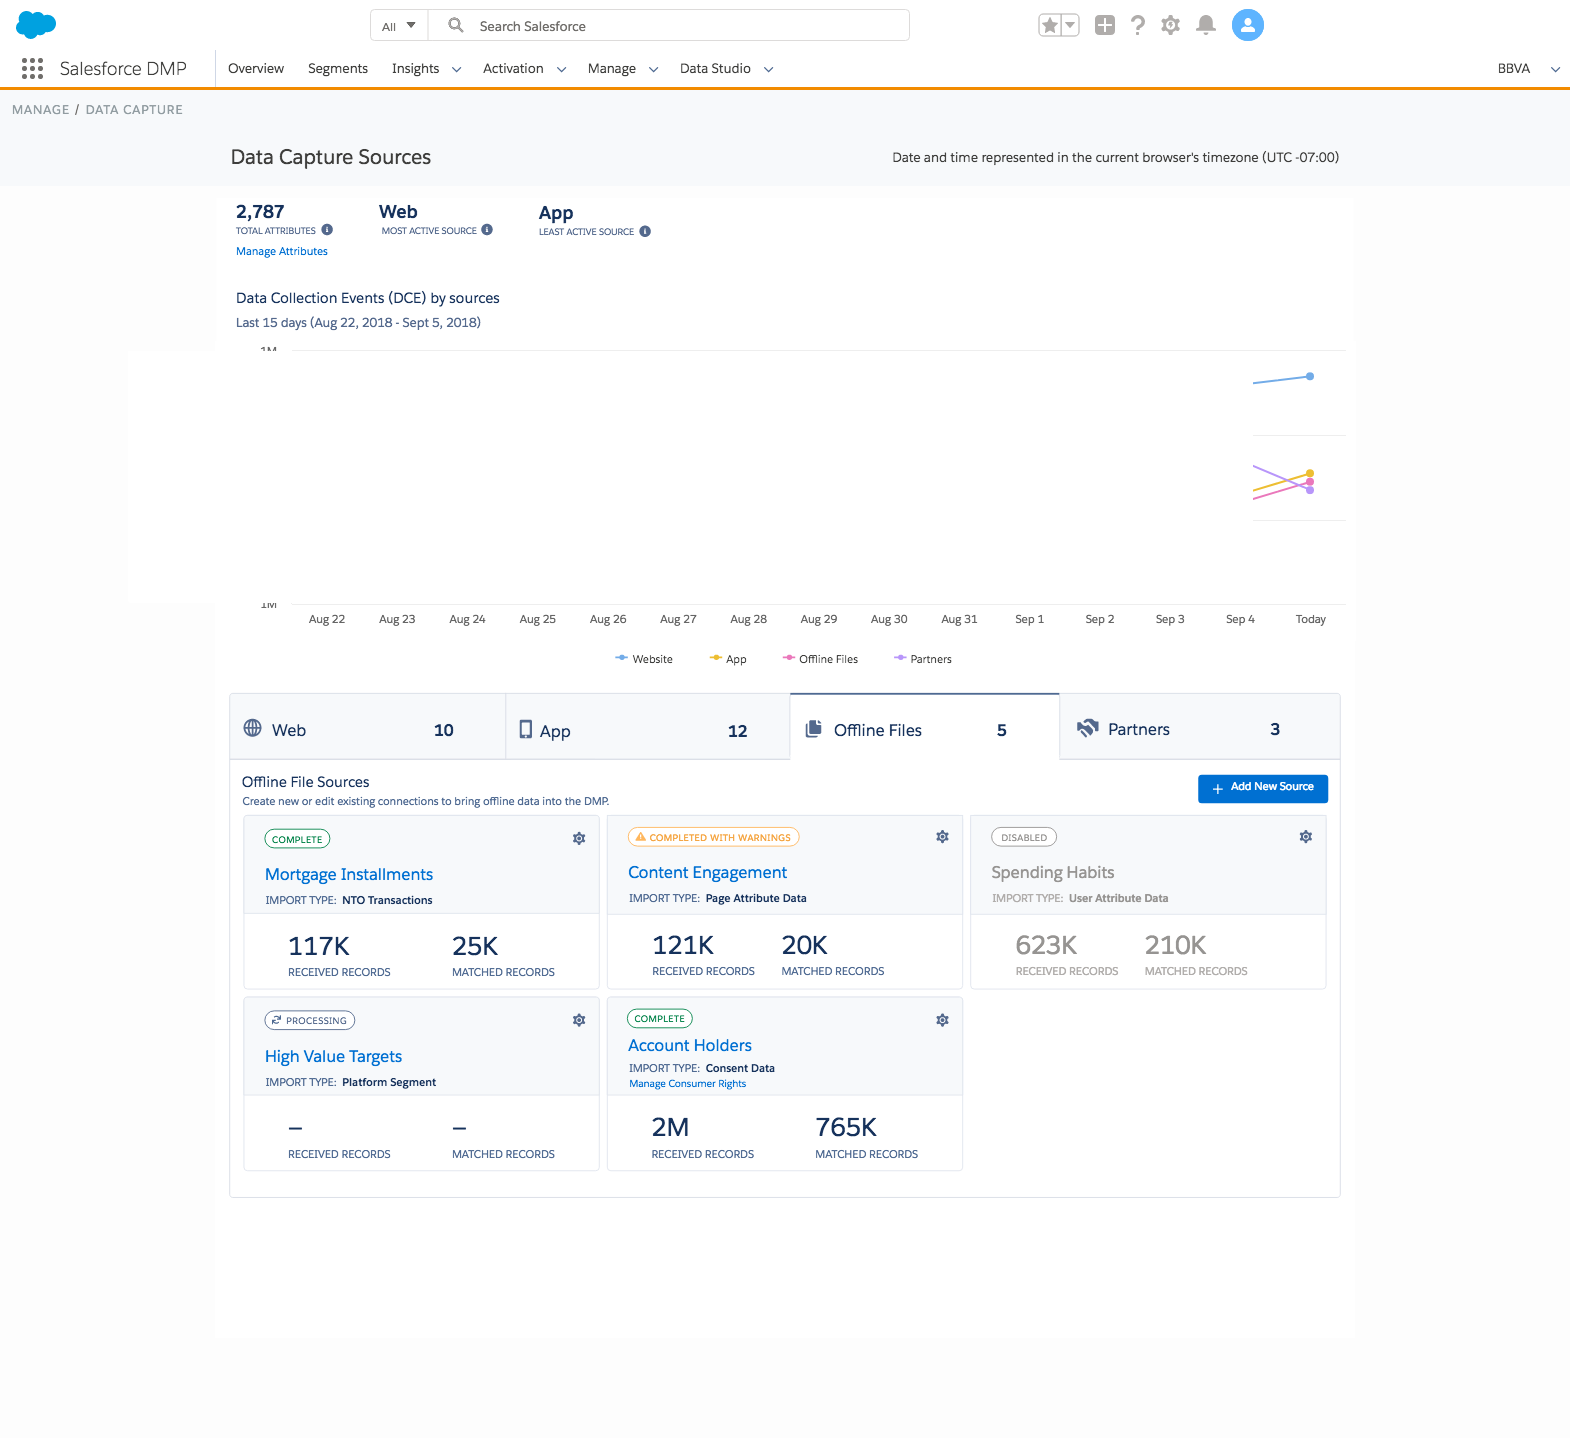 All
Search Salesforce
Salesforce DMP
Overview
Segments
Insights
Activation
Manage
Data Studio
BBVA
MANAGE / DATA CAPTURE
Data Capture Sources
Date and time represented in the current browser's timezone (UTC -07:00)
2,787
TOTAL ATTRIBUTES
Manage Attributes
Web
MOST ACTIVE SOURCE
App
LEAST ACTIVE SOURCE
Data Collection Events (DCE) by sources
Last 15 days (Aug 22, 2018 - Sept 5, 2018)
1M
1M
Aug 22 Aug 23 Aug 24 Aug 25 Aug 26 Aug 27 Aug 28 Aug 29 Aug 30 Aug 31 Sep 1 Sep 2 Sep 3 Sep 4 Today
Website App Offline Files Partners
Web 10
App 12
Offline Files 5
Partners 3
Offline File Sources
Create new or edit existing connections to bring offline data into the DMP.
+ Add New Source
COMPLETE
Mortgage Installments
IMPORT TYPE: NTO Transactions
117K 25K
RECEIVED RECORDS MATCHED RECORDS
COMPLETED WITH WARNINGS
Content Engagement
IMPORT TYPE: Page Attribute Data
121K 20K
RECEIVED RECORDS MATCHED RECORDS
DISABLED
Spending Habits
IMPORT TYPE: User Attribute Data
623K 210K
RECEIVED RECORDS MATCHED RECORDS
PROCESSING
High Value Targets
IMPORT TYPE: Platform Segment
– –
RECEIVED RECORDS MATCHED RECORDS
COMPLETE
Account Holders
IMPORT TYPE: Consent Data
Manage Consumer Rights
2M 765K
RECEIVED RECORDS MATCHED RECORDS